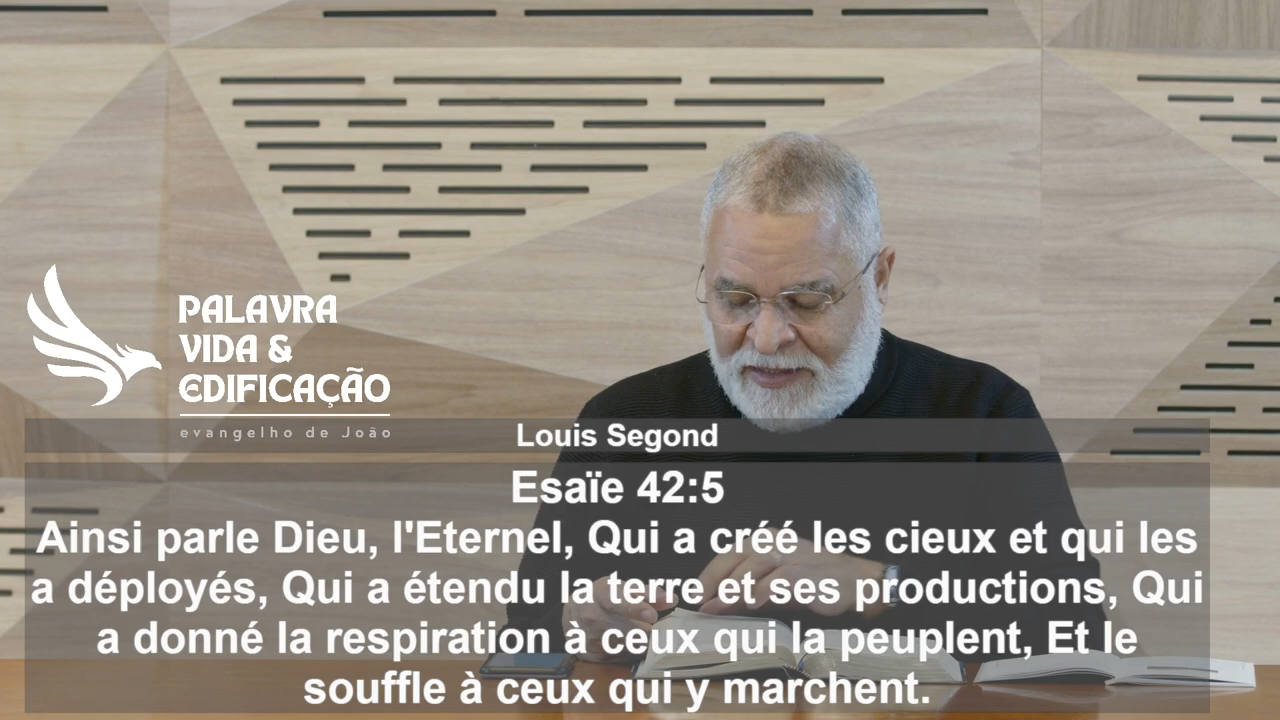 PALAVRA
VIDA &
EDIFICAÇÃO
evangelho de João
Louis Segond
Esaïe 42:5
Ainsi parle Dieu, l'Eternel, Qui a créé les cieux et qui les
a déployés, Qui a étendu la terre et ses productions, Qui
a donné la respiration à ceux qui la peuplent, Et le
souffle à ceux qui y marchent.